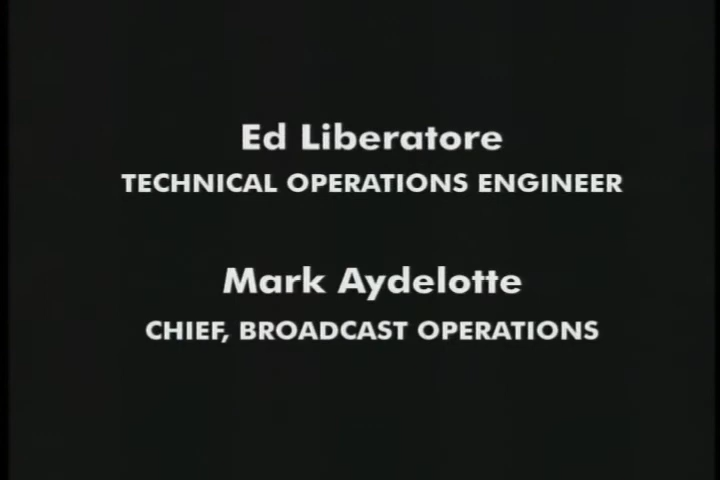 Ed Liberatore
TECHNICAL OPERATIONS ENGINEER
Mark Aydelotte
CHIEF, BROADCAST OPERATIONS